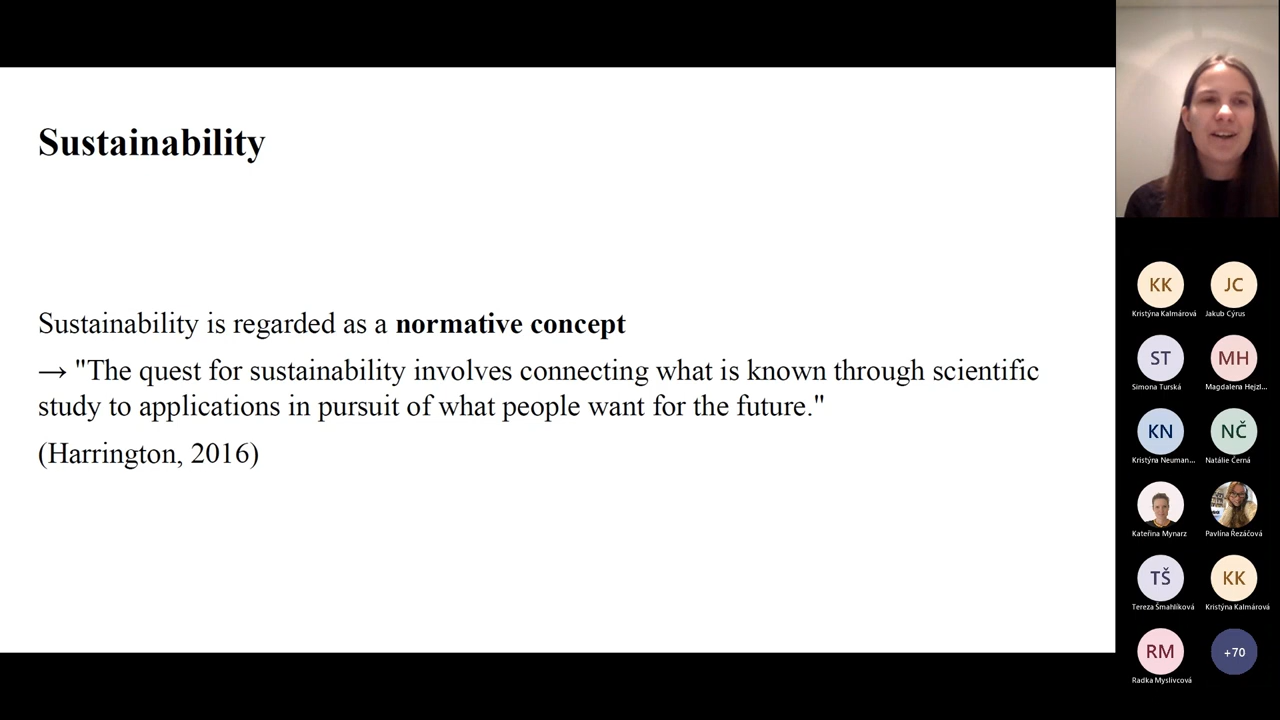 Sustainability
Sustainability is regarded as a normative concept
→ "The quest for sustainability involves connecting what is known through scientific
study to applications in pursuit of what people want for the future."
(Harrington, 2016)
KK
JC
Kristýna Kalmárová
Jakub Cýrus
ST
MH
Simona Turská
Magdalena Hejzl...
KN
NČ
Kristýna Neuman...
Natálie Černá
Kateřina Mynarz
Pavlína Řezáčová
TŠ
KK
Tereza Šmahlíková
Kristýna Kalmárová
RM
+70
Radka Myslivcová